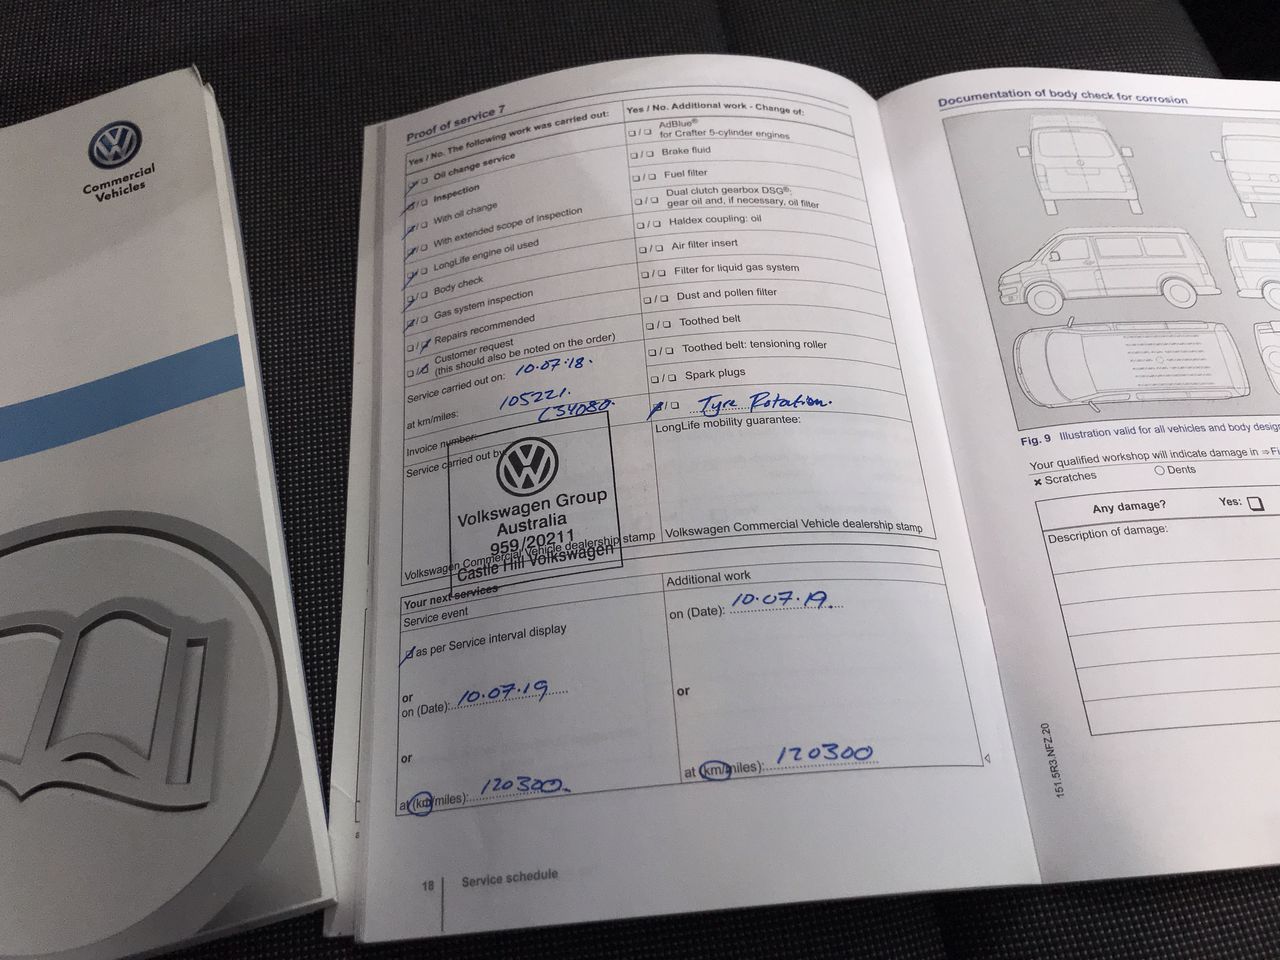 Commercial
Vehicles
Proof of service 7
Yes / No. The following work was carried out:
Oil change service
Inspection
With oil change
With extended scope of inspection
LongLife engine oil used
Body check
Gas system inspection
Repairs recommended
Customer request
(this should also be noted on the order)
Service carried out on: 10.07.18.
at km/miles: 105221.
Invoice number: C34080.
Service carried out by
Volkswagen Group
Australia
959/20211
Castle Hill Volkswagen
Volkswagen Commercial Vehicle dealership stamp
Yes / No. Additional work - Change of:
AdBlue®
for Crafter 5-cylinder engines
Brake fluid
Fuel filter
Dual clutch gearbox DSG®:
gear oil and, if necessary, oil filter
Haldex coupling: oil
Air filter insert
Filter for liquid gas system
Dust and pollen filter
Toothed belt
Toothed belt: tensioning roller
Spark plugs
Tyre Rotation.
LongLife mobility guarantee:
Volkswagen Commercial Vehicle dealership stamp
Your next services
Service event
as per Service Interval display
or
on (Date): 10.07.19
or
at (km/miles): 120300.
Additional work
on (Date): 10.07.19.
or
at (km/miles): 120300
18 Service schedule
Documentation of body check for corrosion
Fig. 9 Illustration valid for all vehicles and body
Your qualified workshop will indicate damage in ⇒
Scratches Dents
Any damage? Yes:
Description of damage:
151.5R3.NFZ.20